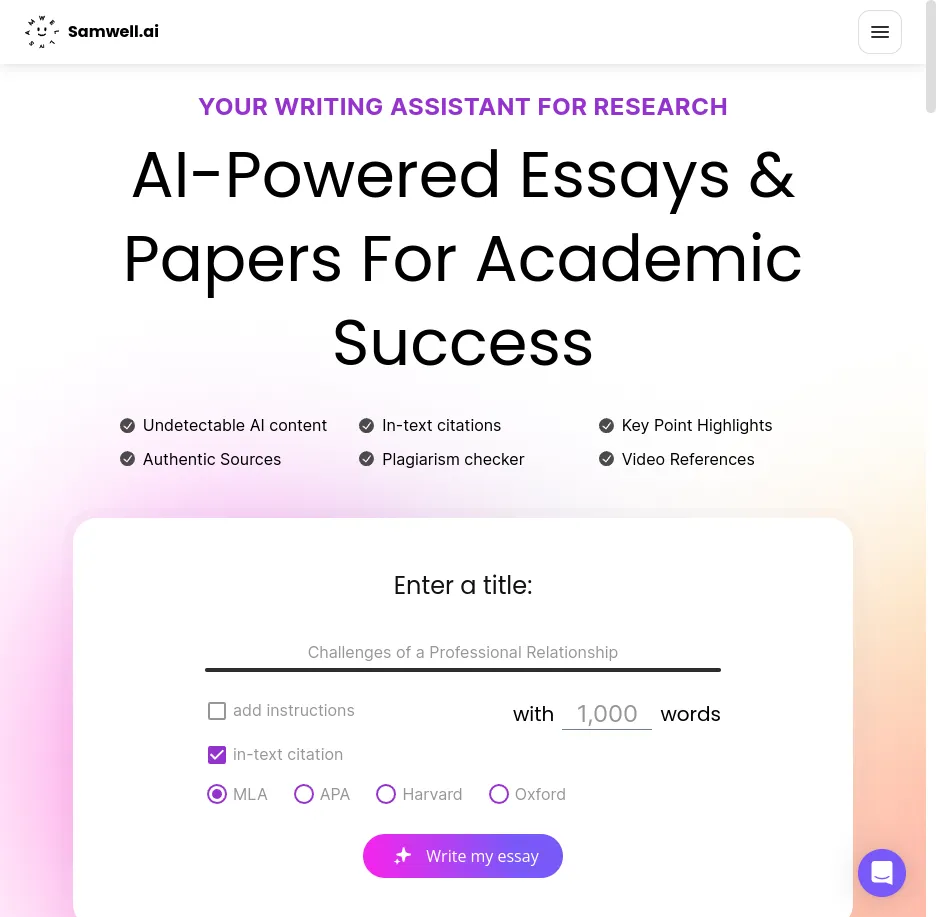 Samwell.ai
YOUR WRITING ASSISTANT FOR RESEARCH
AI-Powered Essays &
Papers For Academic
Success
Undetectable AI content
In-text citations
Key Point Highlights
Authentic Sources
Plagiarism checker
Video References
Enter a title:
Challenges of a Professional Relationship
add instructions
with 1,000 words
in-text citation
MLA APA Harvard Oxford
Write my essay